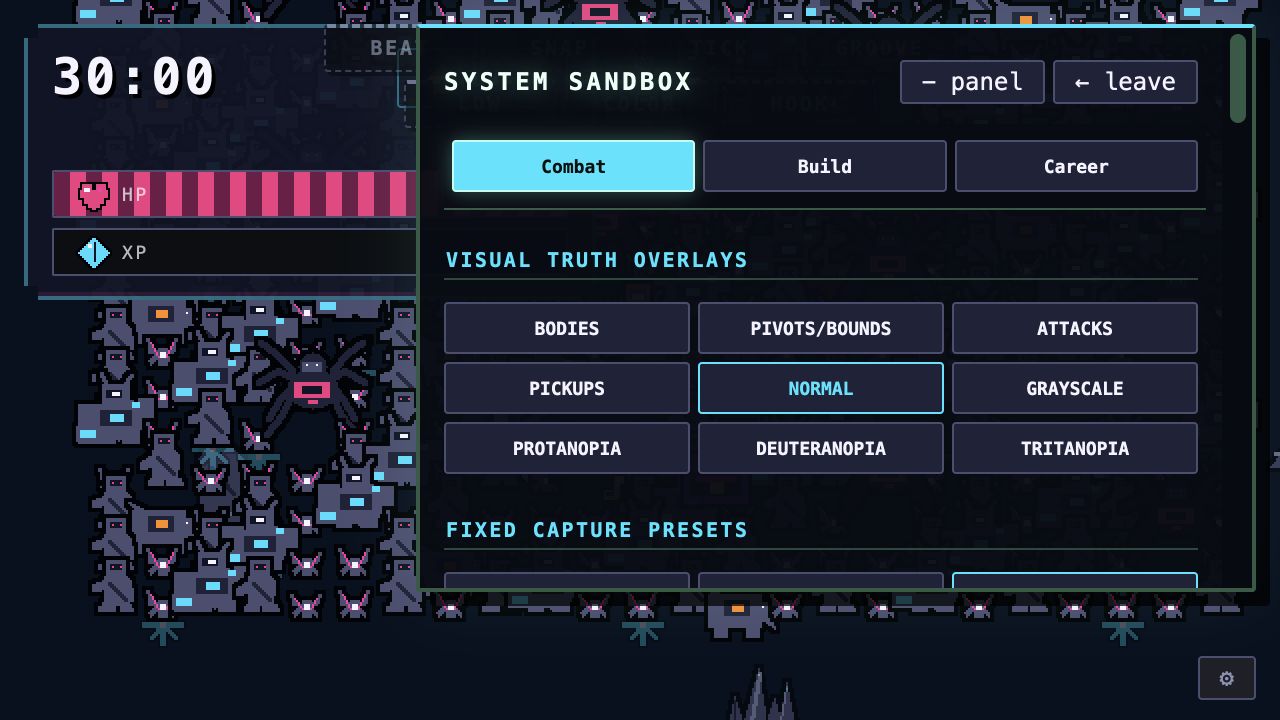 30:00
BEA
HP
XP
SYSTEM SANDBOX
− panel
← leave
Combat
Build
Career
VISUAL TRUTH OVERLAYS
BODIES
PIVOTS/BOUNDS
ATTACKS
PICKUPS
NORMAL
GRAYSCALE
PROTANOPIA
DEUTERANOPIA
TRITANOPIA
FIXED CAPTURE PRESETS